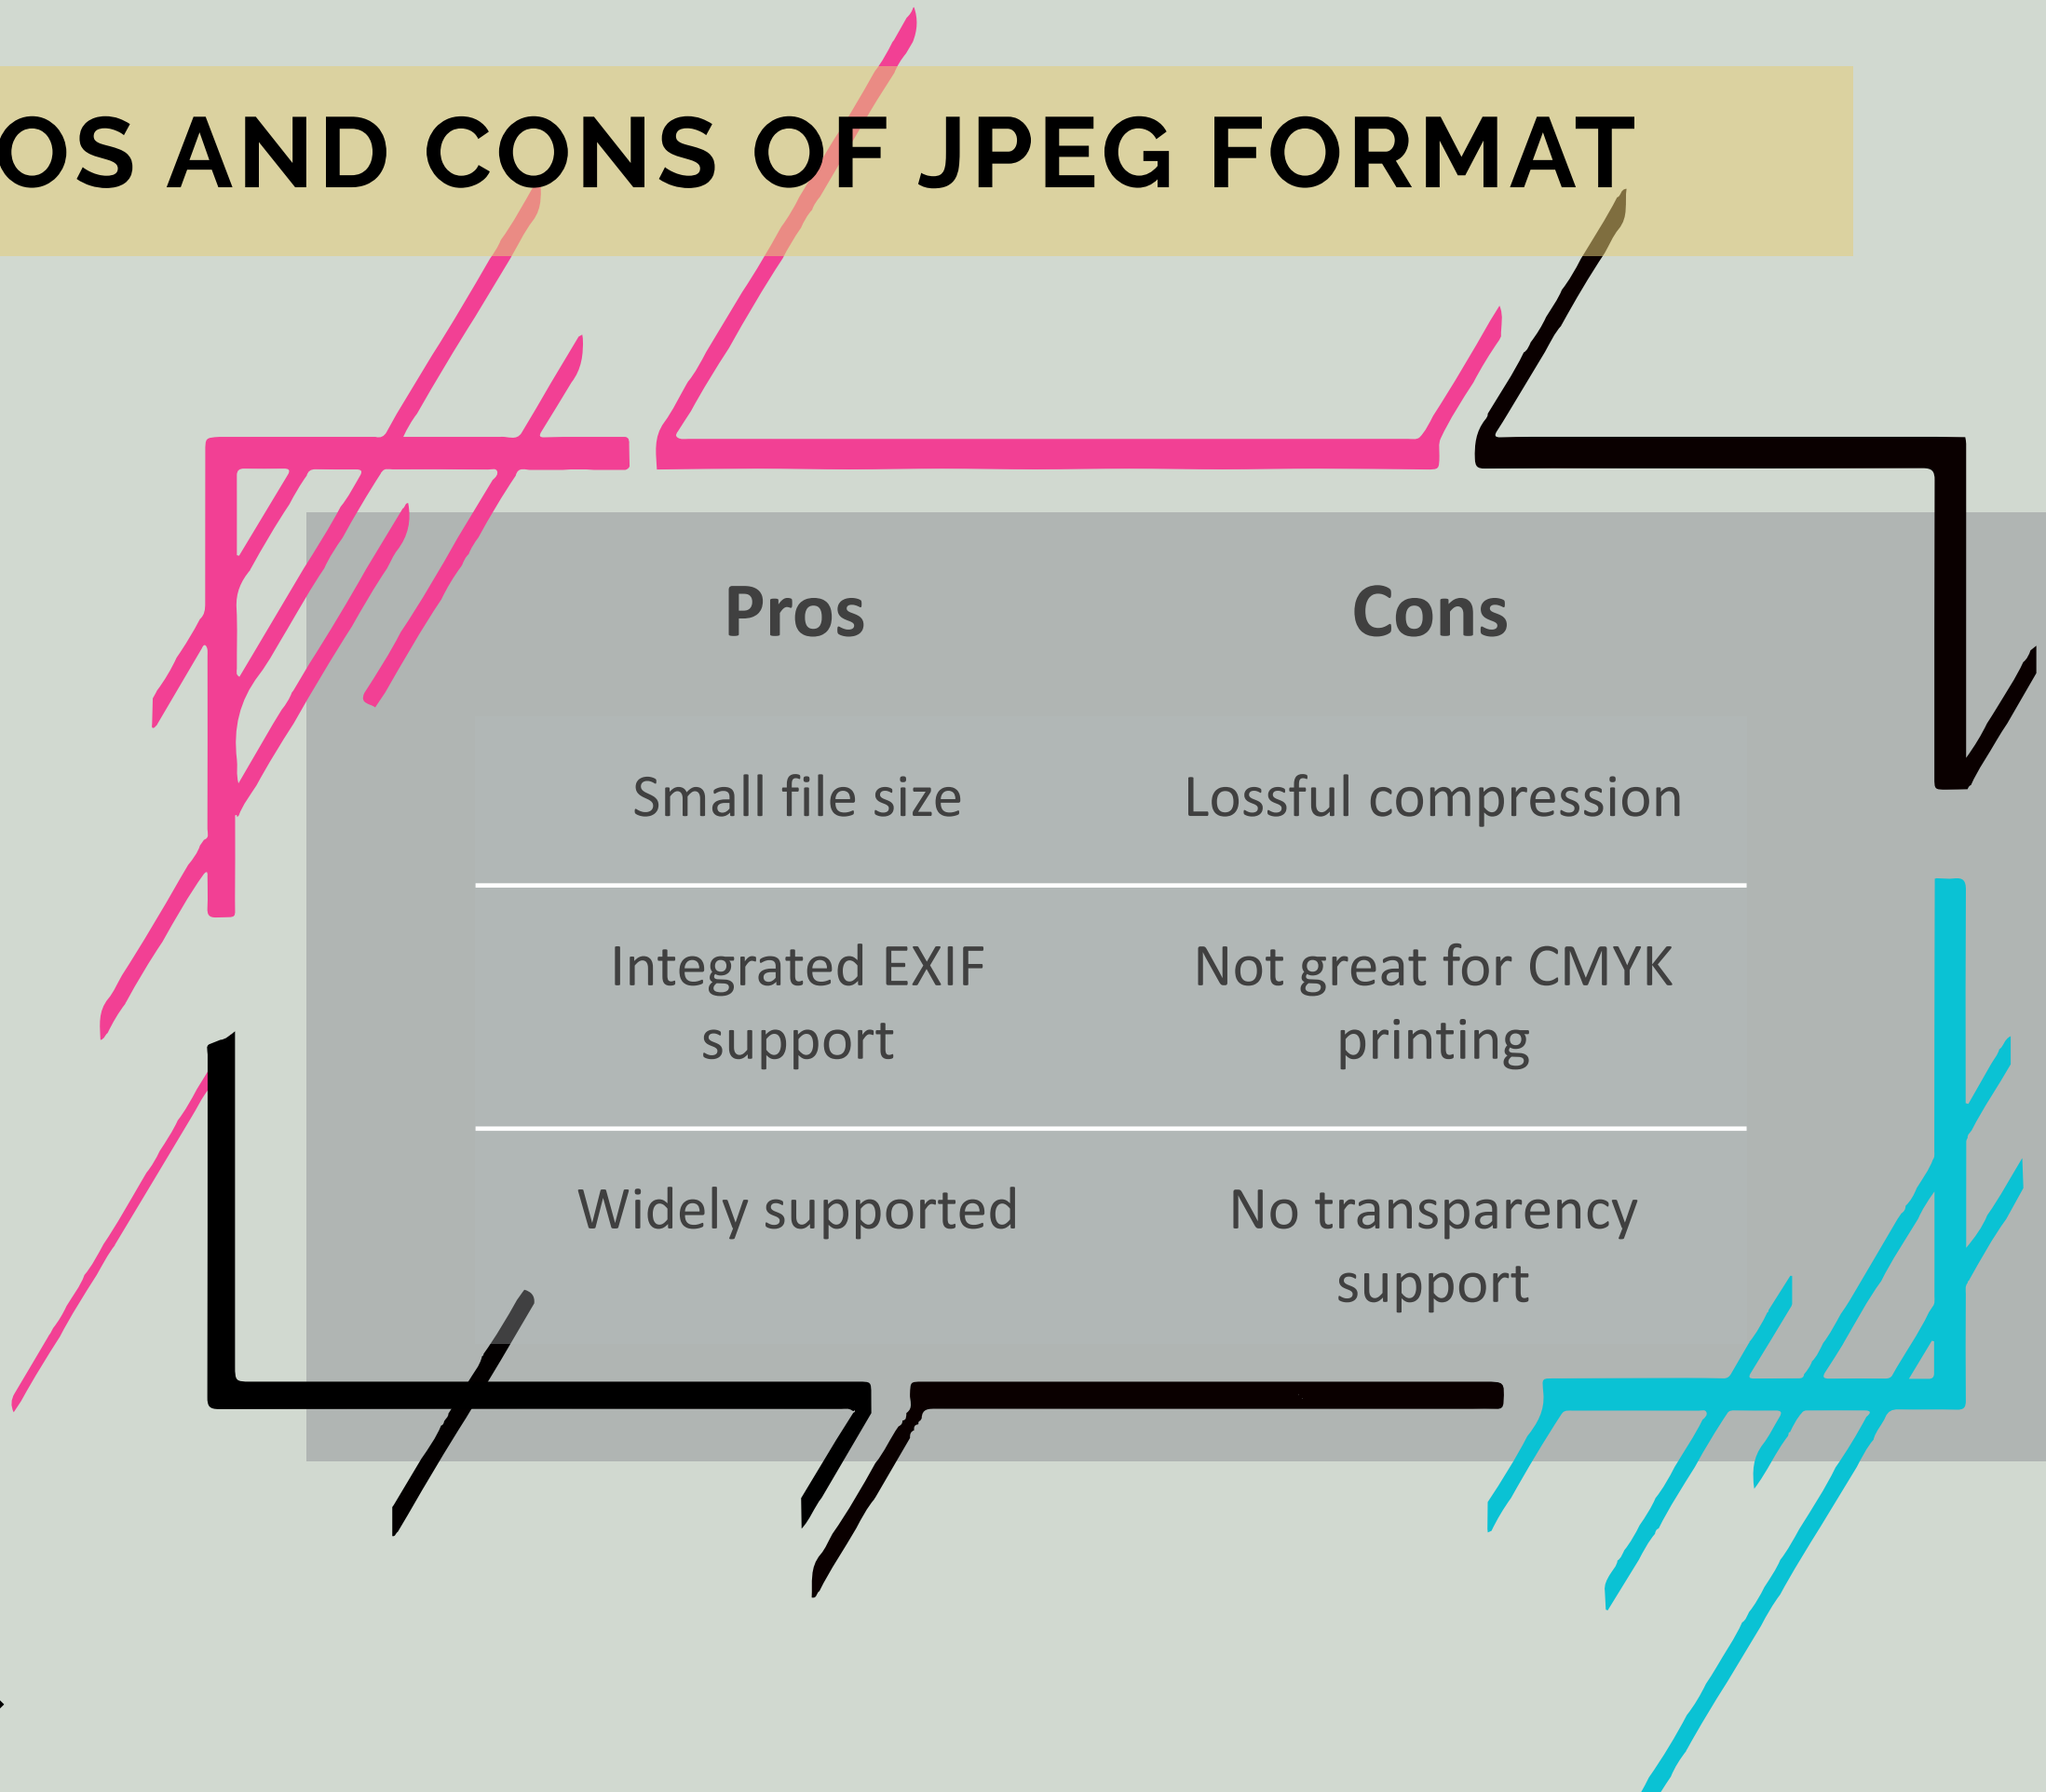 OS AND CONS OF JPEG FORMAT
Pros Cons
Small file size Lossful compression
Integrated EXIF Not great for CMYK
support printing
Widely supported No transparency
support